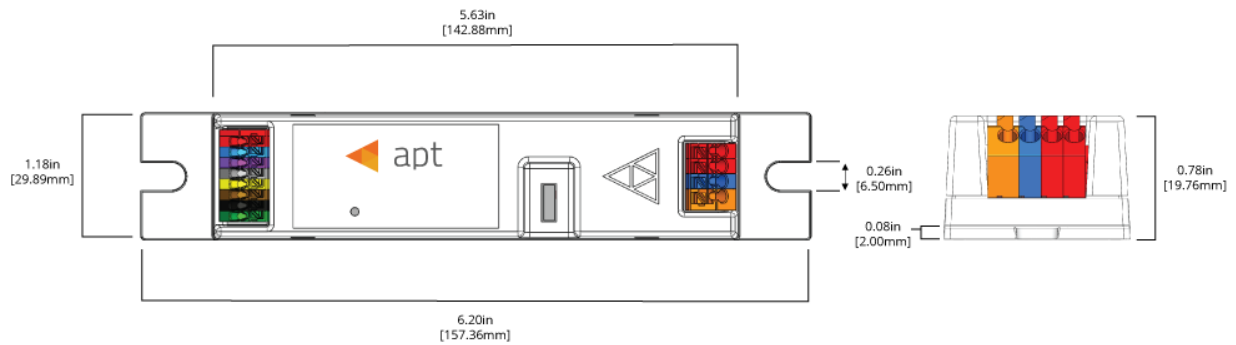 5.63in
[142.88mm]
1.18in
[29.89mm]
apt
0.26in
[6.50mm]
0.78in
[19.76mm]
0.08in
[2.00mm]
6.20in
[157.36mm]